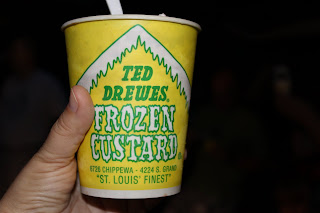 TED
DREWES
FROZEN
CUSTARD
6726 CHIPPEWA - 4224 S. GRAND
"ST. LOUIS' FINEST"